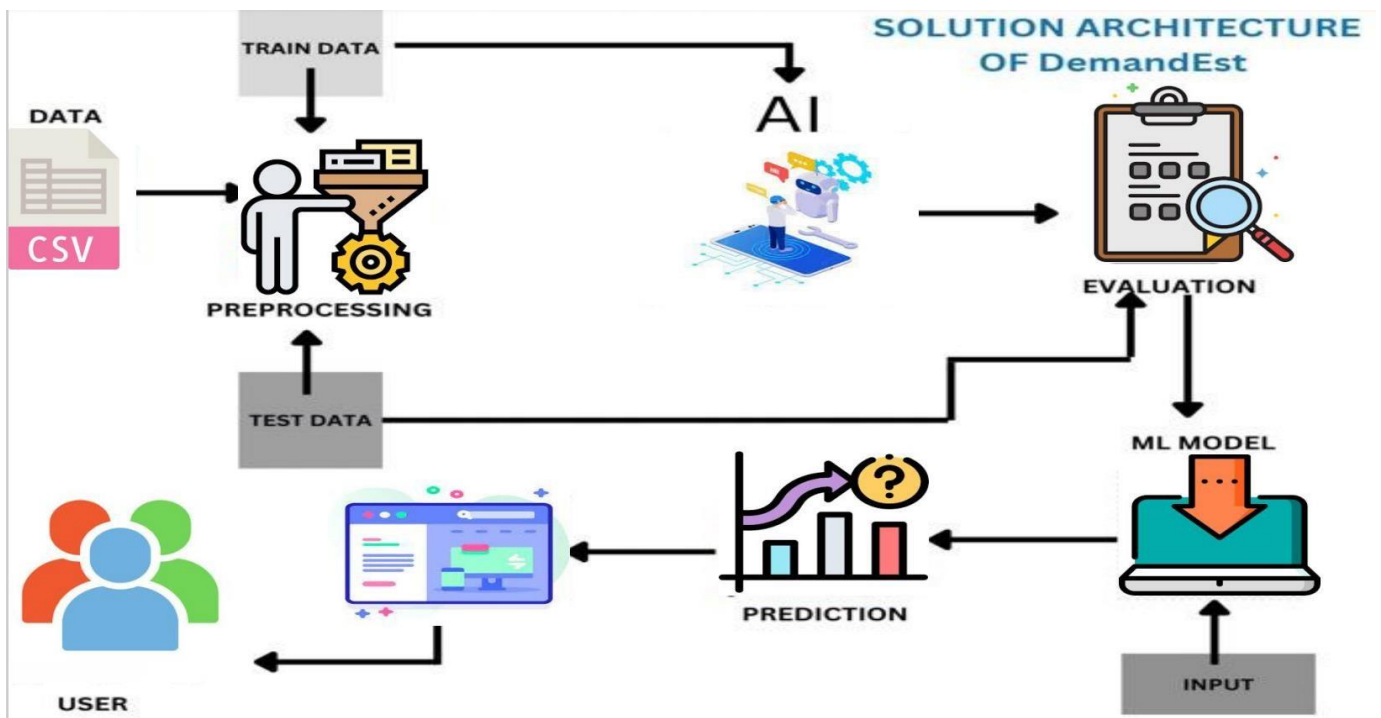 TRAIN DATA
SOLUTION ARCHITECTURE
OF DemandEst
DATA
AI
CSV
PREPROCESSING
EVALUATION
TEST DATA
ML MODEL
?
PREDICTION
INPUT
USER